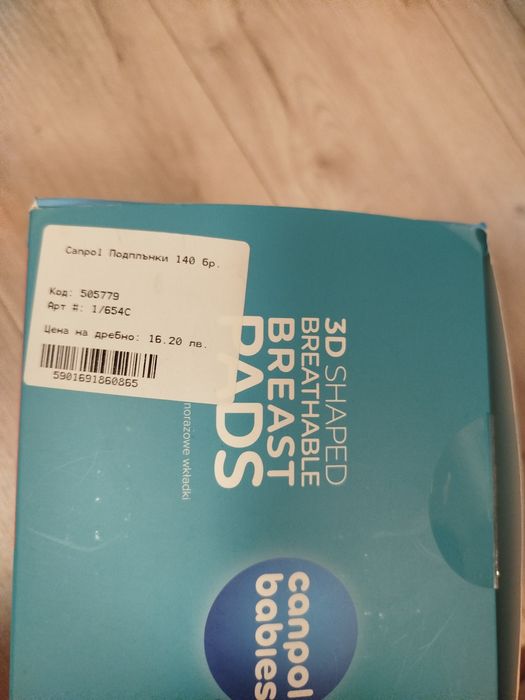 Canpol Подплънки 140 бр.
Код: 505779
Арт #: 1/654C
Цена на дребно: 16.20 лв.
5901691860865
3D SHAPED
BREATHABLE
BREAST
PADS
norazowe wkładki
canpol
babies